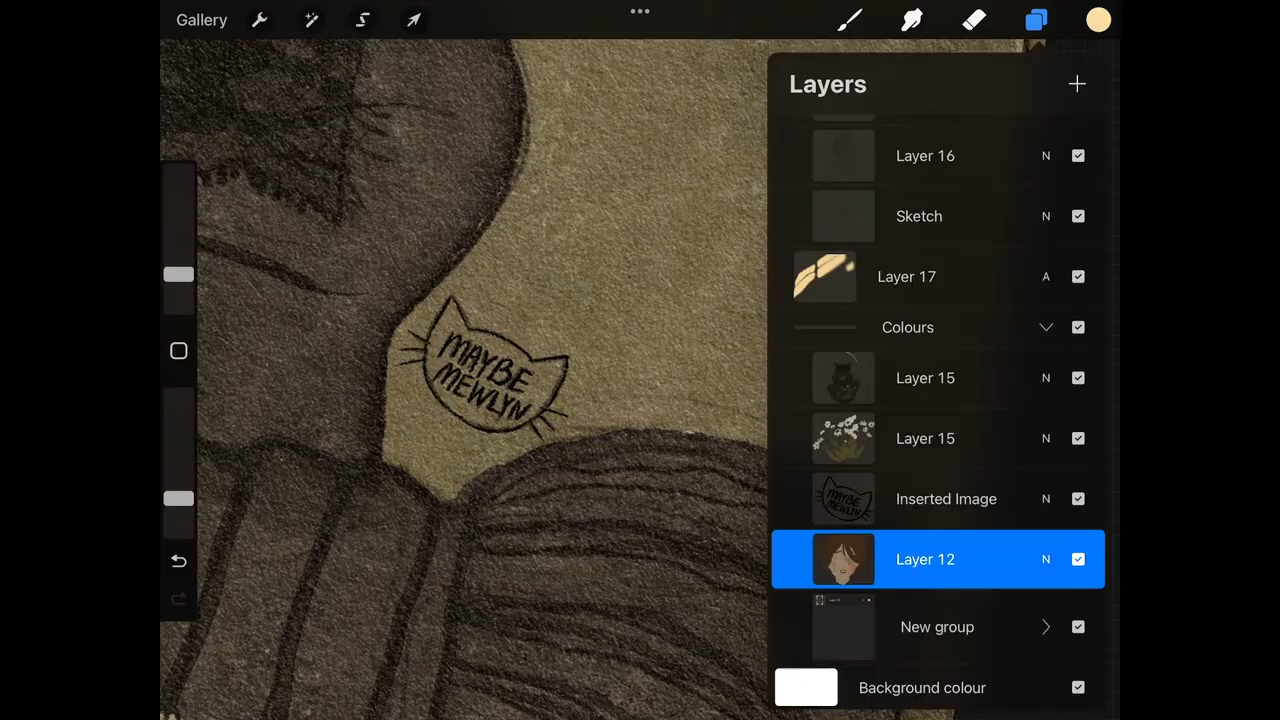 Gallery
Layers
Layer 16 N
Sketch N
Layer 17 A
Colours
Layer 15 N
Layer 15 N
Inserted Image N
Layer 12 N
New group
Background colour
MAYBE
MEWLYN